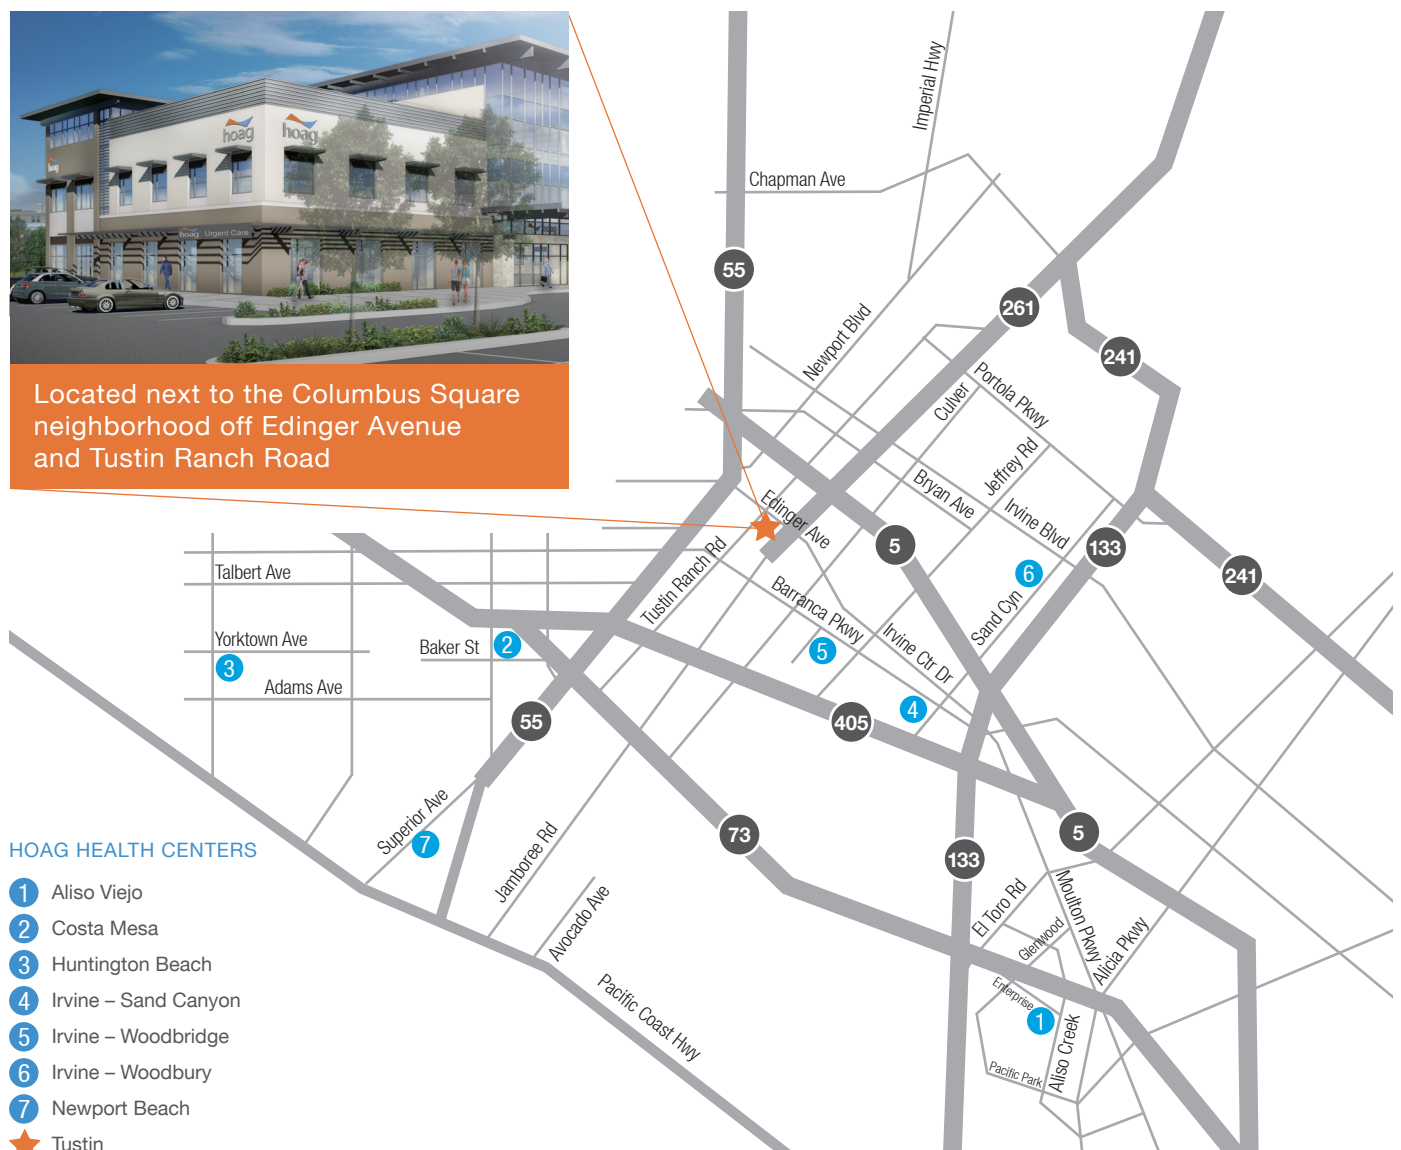 hoag
hoag
hoag
hoag Urgent Care
Located next to the Columbus Square
neighborhood off Edinger Avenue
and Tustin Ranch Road
Imperial Hwy
Chapman Ave
55
261
Newport Blvd
241
Portola Pkwy
Culver
Jeffrey Rd
Bryan Ave
Irvine Blvd
Edinger Ave
5
133
241
6
Tustin Ranch Rd
Barranca Pkwy
Sand Cyn
Irvine Ctr Dr
5
4
405
Talbert Ave
Yorktown Ave
3
Adams Ave
Baker St
2
55
Superior Ave
7
73
5
133
Jamboree Rd
Avocado Ave
Pacific Coast Hwy
El Toro Rd
Moulton Pkwy
Glenwood
Alicia Pkwy
Enterprise
1
Aliso Creek
Pacific Park
HOAG HEALTH CENTERS
1 Aliso Viejo
2 Costa Mesa
3 Huntington Beach
4 Irvine – Sand Canyon
5 Irvine – Woodbridge
6 Irvine – Woodbury
7 Newport Beach
Tustin